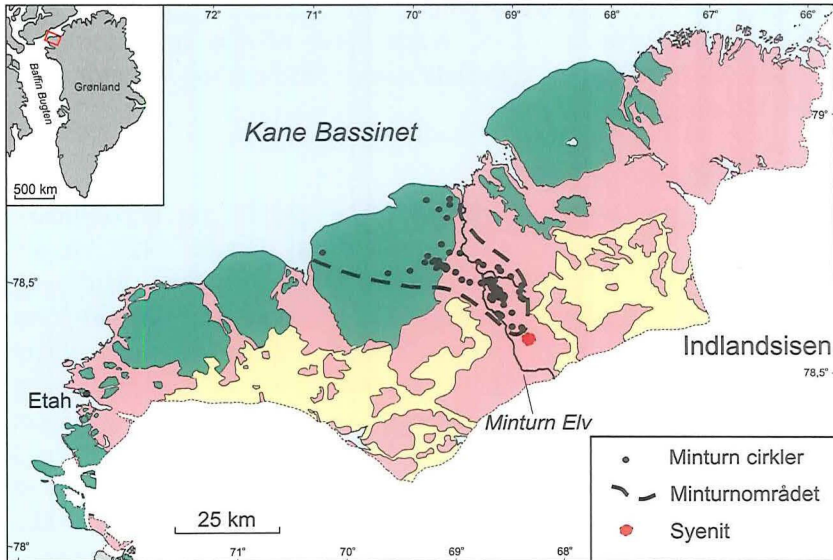 72°
71°
70°
69°
68°
67°
66°
Baffin Bugten
Grønland
500 km
Kane Bassinet
79°
78,5°
Indlandsisen
78,5°
Etah
Minturn Elv
25 km
Minturn cirkler
Minturnområdet
Syenit
78°
71°
70°
69°
68°